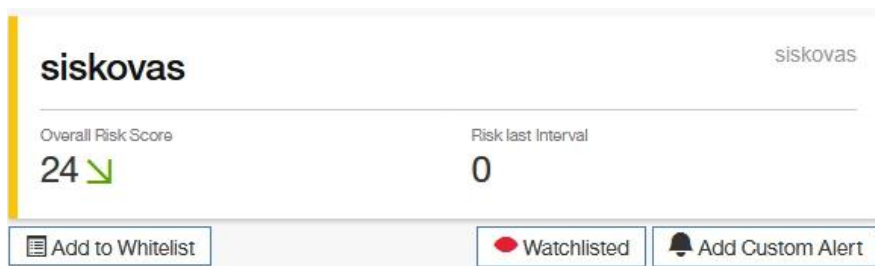 siskovas
siskovas
Overall Risk Score
Risk last Interval
24
0
Add to Whitelist
Watchlisted
Add Custom Alert